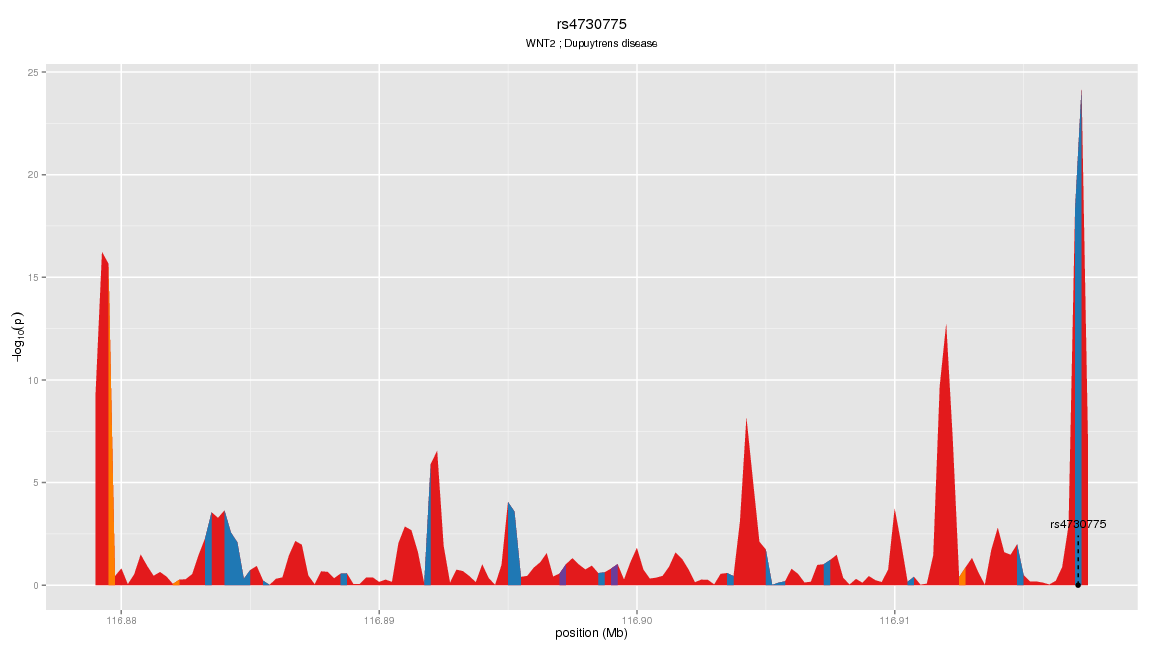 rs4730775
WNT2 ; Dupuytrens disease
25
20
15
10
5
0
−log10(p)
rs4730775
116.88
116.89
116.90
116.91
position (Mb)